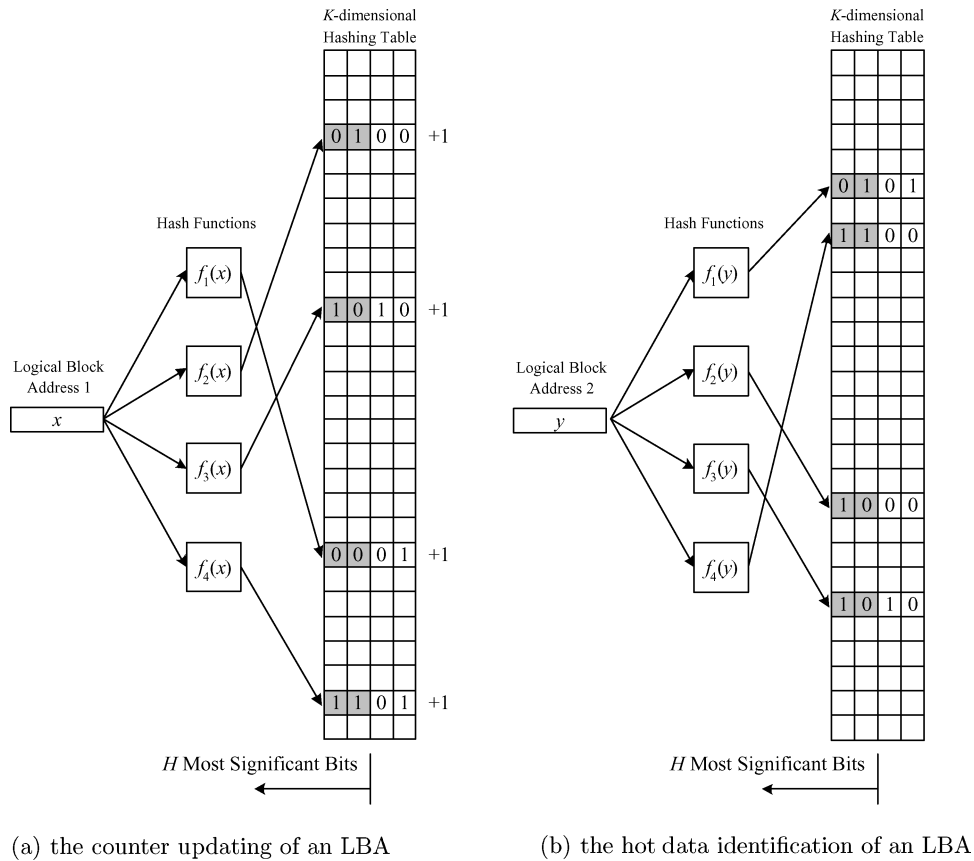 K-dimensional
Hashing Table
0 1 0 0 +1
Hash Functions
f1(x)
1 0 1 0 +1
Logical Block
Address 1
x
f2(x)
f3(x)
0 0 0 1 +1
f4(x)
1 1 0 1 +1
H Most Significant Bits
(a) the counter updating of an LBA
K-dimensional
Hashing Table
0 1 0 1
Hash Functions
1 1 0 0
f1(y)
Logical Block
Address 2
y
f2(y)
f3(y)
1 0 0 0
f4(y)
1 0 1 0
H Most Significant Bits
(b) the hot data identification of an LBA